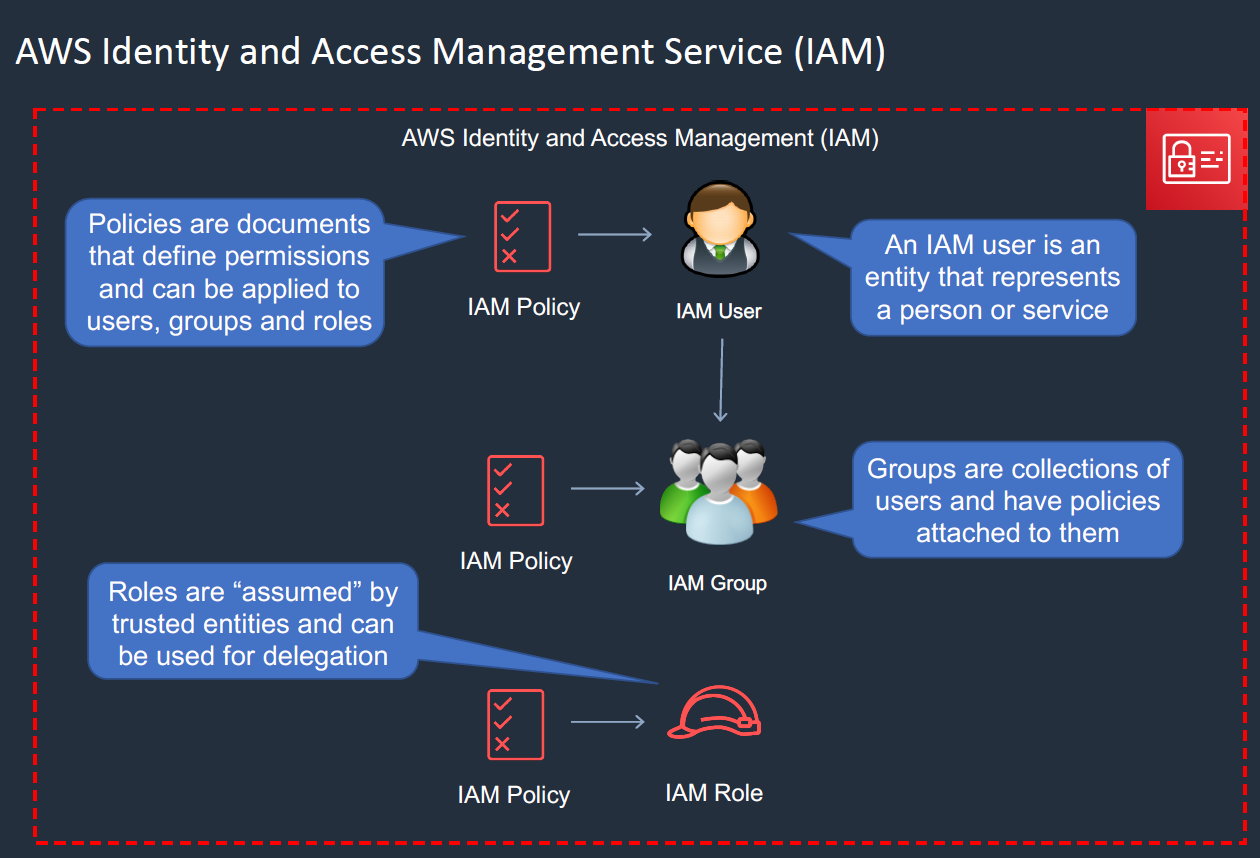 AWS Identity and Access Management Service (IAM)
AWS Identity and Access Management (IAM)
Policies are documents
that define permissions
and can be applied to
users, groups and roles
IAM Policy
IAM User
An IAM user is an
entity that represents
a person or service
IAM Policy
IAM Group
Groups are collections of
users and have policies
attached to them
Roles are “assumed” by
trusted entities and can
be used for delegation
IAM Policy
IAM Role